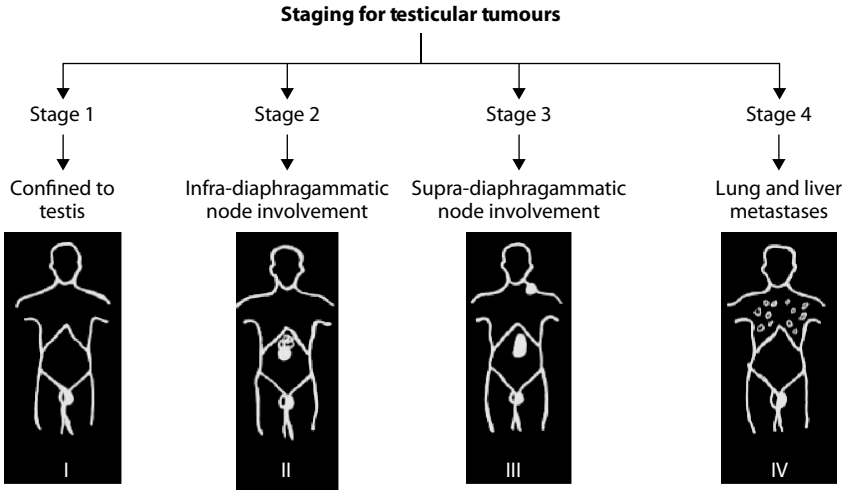 Staging for testicular tumours
Stage 1
Stage 2
Stage 3
Stage 4
Confined to
testis
Infra-diaphragammatic
node involvement
Supra-diaphragammatic
node involvement
Lung and liver
metastases
I
II
III
IV